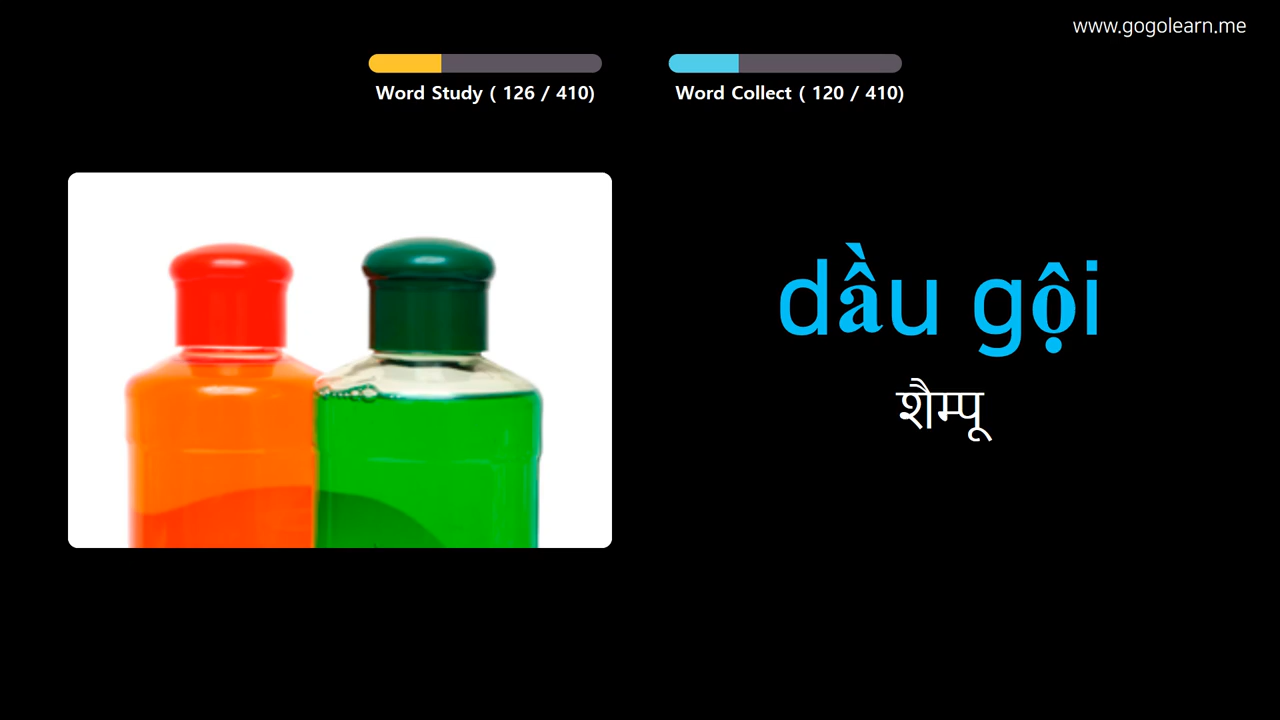 www.gogolearn.me
Word Study ( 126 / 410)
Word Collect ( 120 / 410)
dầu gội
शैम्पू